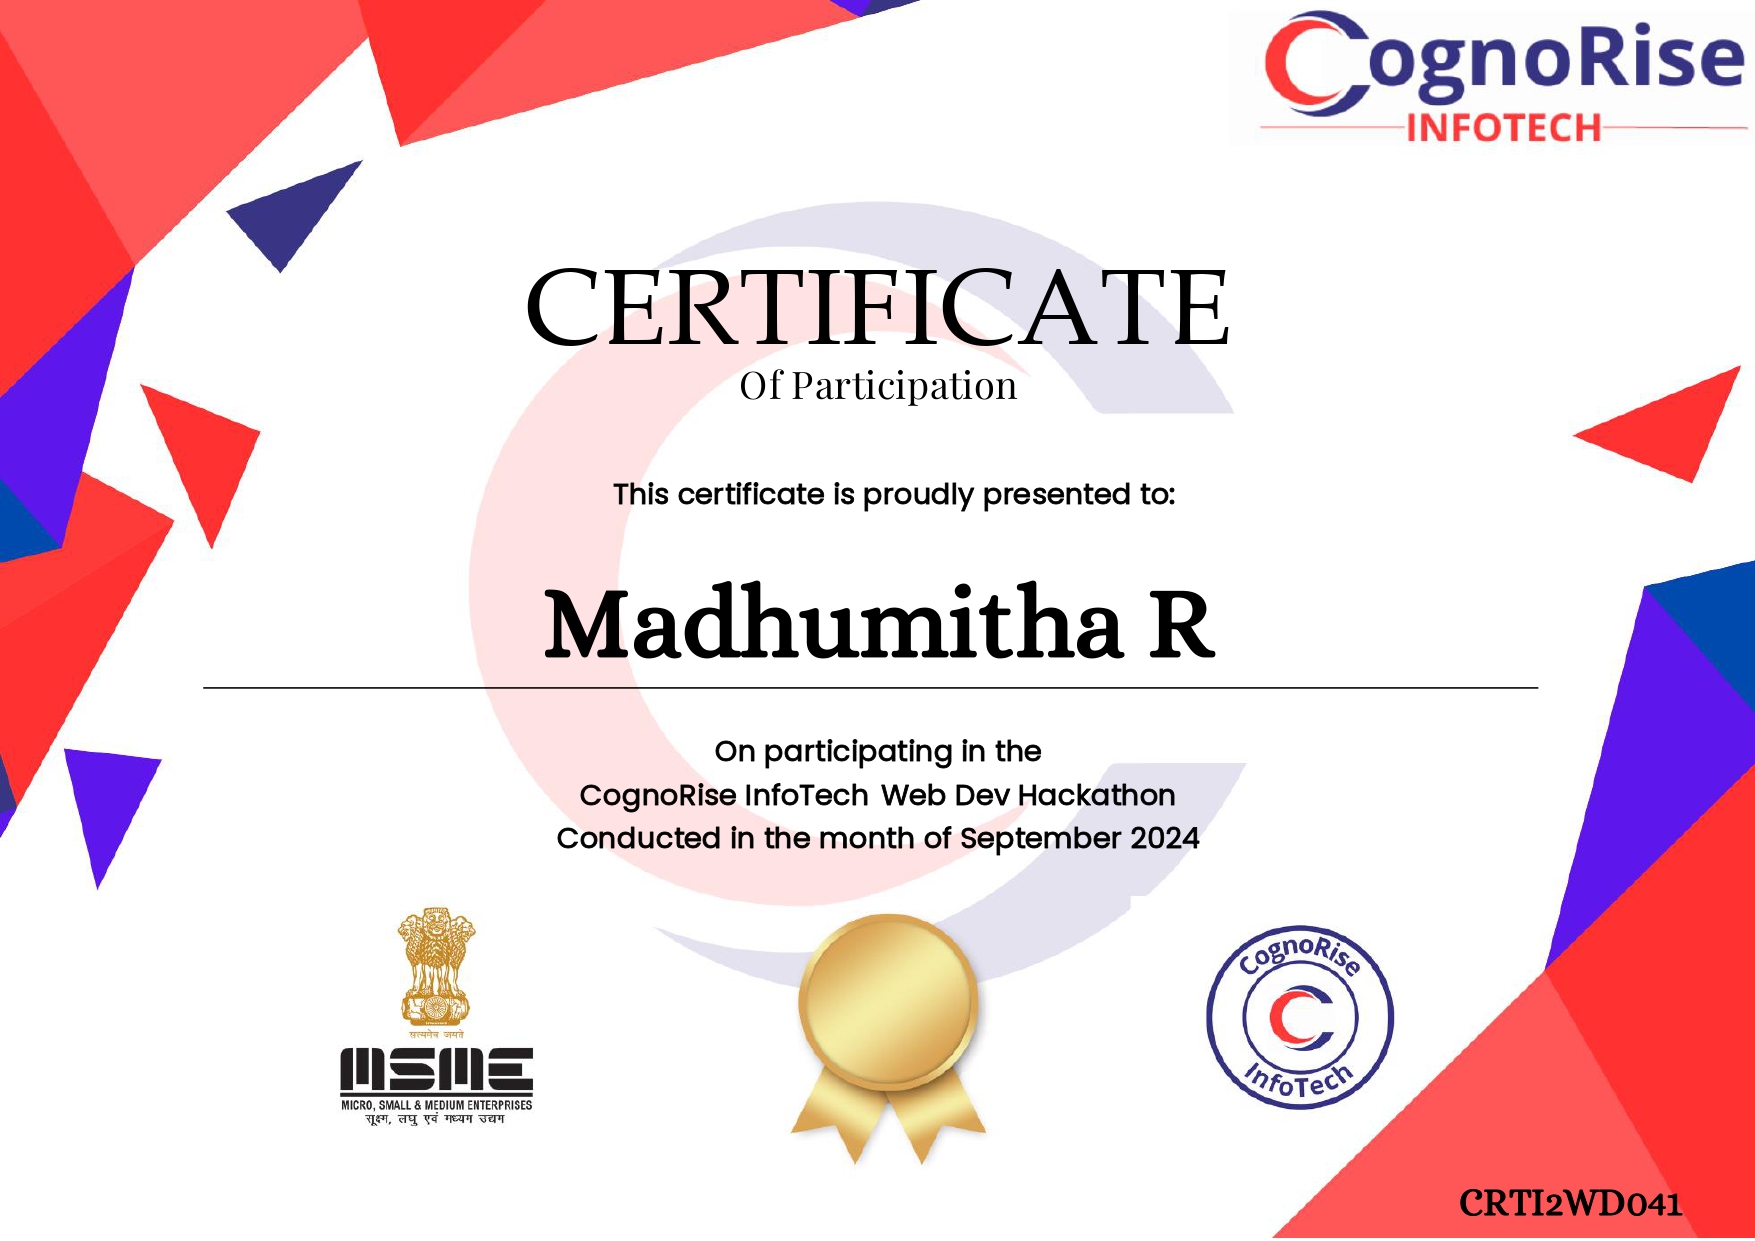 CognoRise
INFOTECH
CERTIFICATE
Of Participation
This certificate is proudly presented to:
Madhumitha R
On participating in the
CognoRise InfoTech Web Dev Hackathon
Conducted in the month of September 2024
सत्यमेव जयते
MSME
MICRO, SMALL & MEDIUM ENTERPRISES
सूक्ष्म, लघु एवं मध्यम उद्यम
CognoRise
InfoTech
CRTI2WD041